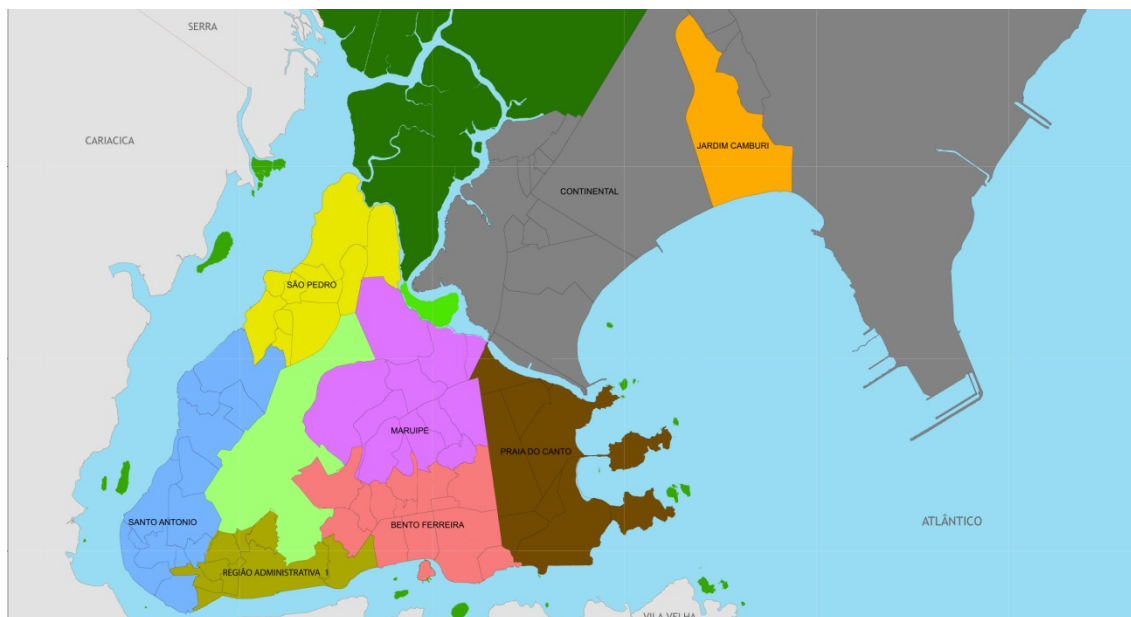 SERRA
CARIACICA
JARDIM CAMBURI
CONTINENTAL
SÃO PEDRO
MARUIPE
PRAIA DO CANTO
SANTO ANTONIO
BENTO FERREIRA
ATLÂNTICO
REGIÃO ADMINISTRATIVA 1
VILA VELHA